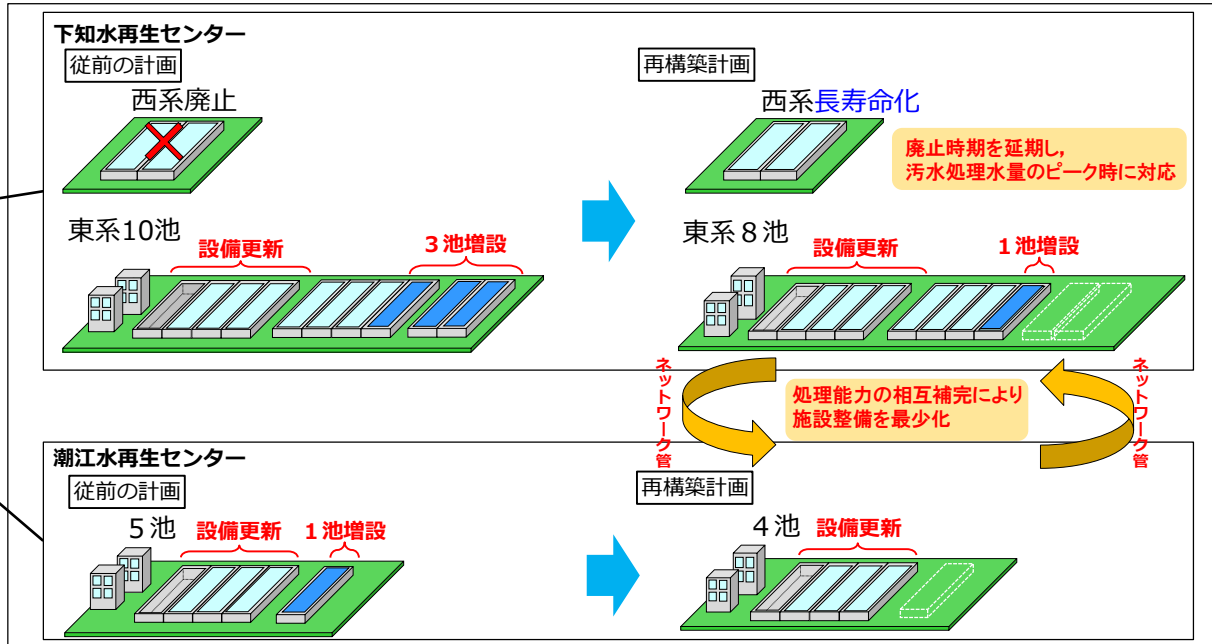 下知水再生センター
従前の計画
西系廃止
東系10池
設備更新
３池増設
再構築計画
西系長寿命化
廃止時期を延期し，
汚水処理水量のピーク時に対応
東系８池
設備更新
１池増設
ネットワーク管
処理能力の相互補完により
施設整備を最少化
ネットワーク管
潮江水再生センター
従前の計画
５池
設備更新
１池増設
再構築計画
４池
設備更新